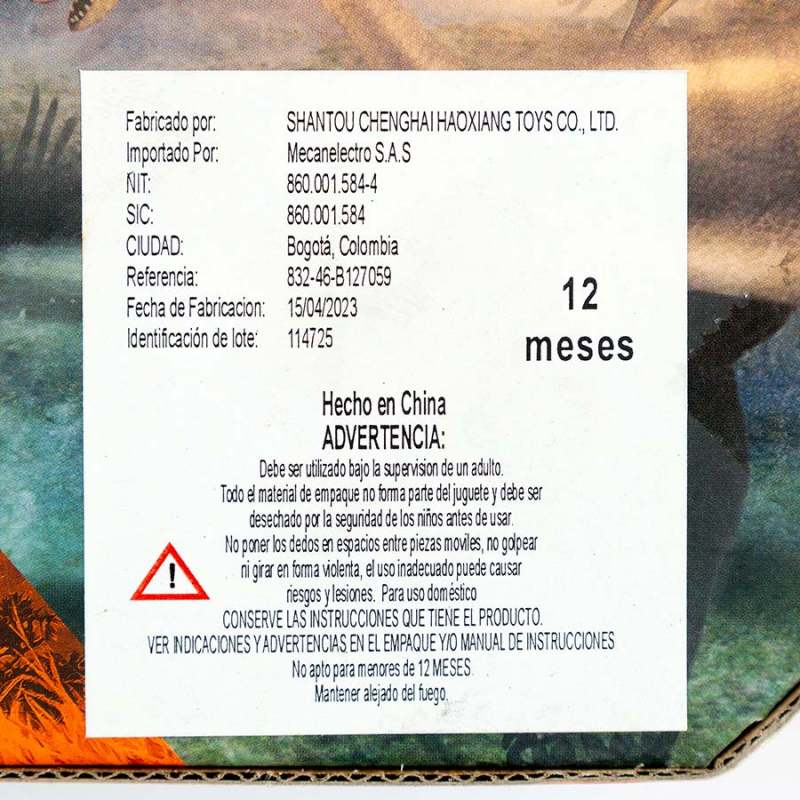 Fabricado por: SHANTOU CHENGHAI HAOXIANG TOYS CO., LTD.
Importado Por: Mecanelectro S.A.S
ÑIT: 860.001.584-4
SIC: 860.001.584
CIUDAD: Bogotá, Colombia
Referencia: 832-46-B127059
Fecha de Fabricacion: 15/04/2023
Identificación de lote: 114725
12
meses
Hecho en China
ADVERTENCIA:
Debe ser utilizado bajo la supervision de un adulto.
Todo el material de empaque no forma parte del juguete y debe ser
desechado por la seguridad de los niños antes de usar.
No poner los dedos en espacios entre piezas moviles, no golpear
ni girar en forma violenta, el uso inadecuado puede causar
riesgos y lesiones. Para uso doméstico
CONSERVE LAS INSTRUCCIONES QUE TIENE EL PRODUCTO.
VER INDICACIONES Y ADVERTENCIAS EN EL EMPAQUE Y/O MANUAL DE INSTRUCCIONES
No apto para menores de 12 MESES
Mantener alejado del fuego.